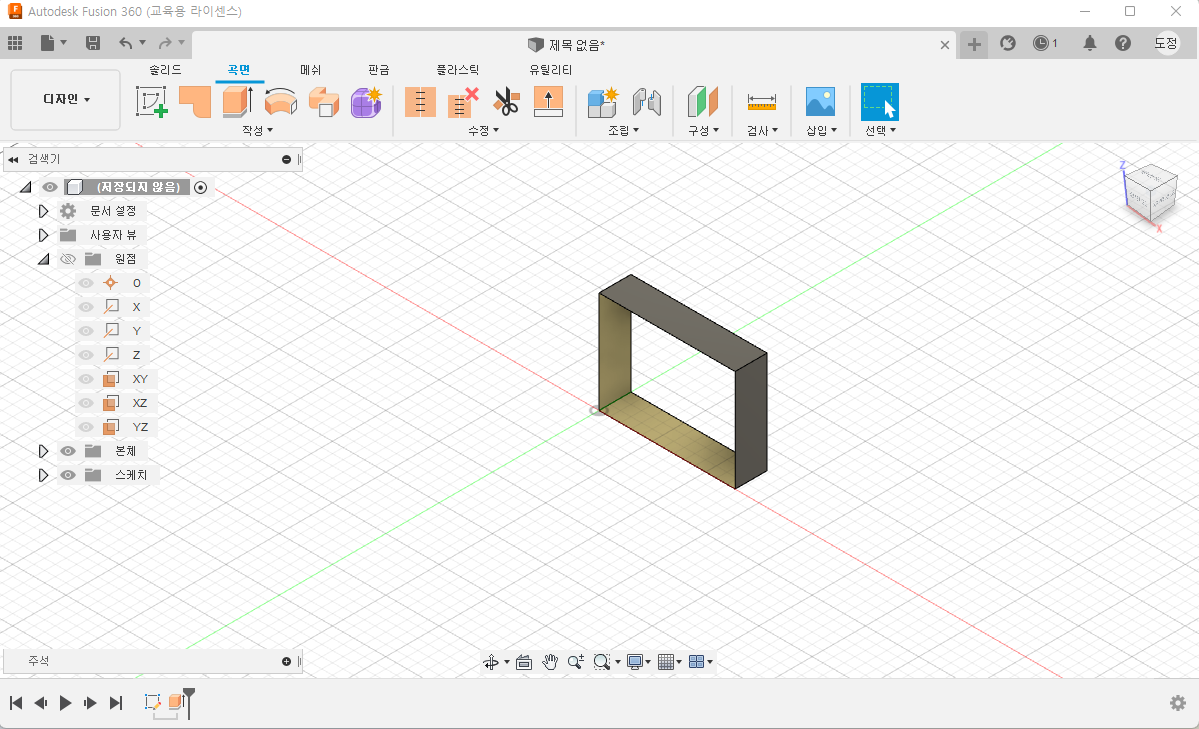 Autodesk Fusion 360 (교육용 라이센스)
제목 없음*
1
도정
솔리드 곡면 메쉬 판금 플라스틱 유틸리티
디자인
작성 수정 조립 구성 검사 삽입 선택
검색기
(저장되지 않음)
문서 설정
사용자 뷰
원점
O
X
Y
Z
XY
XZ
YZ
본체
스케치
Z
X
주석